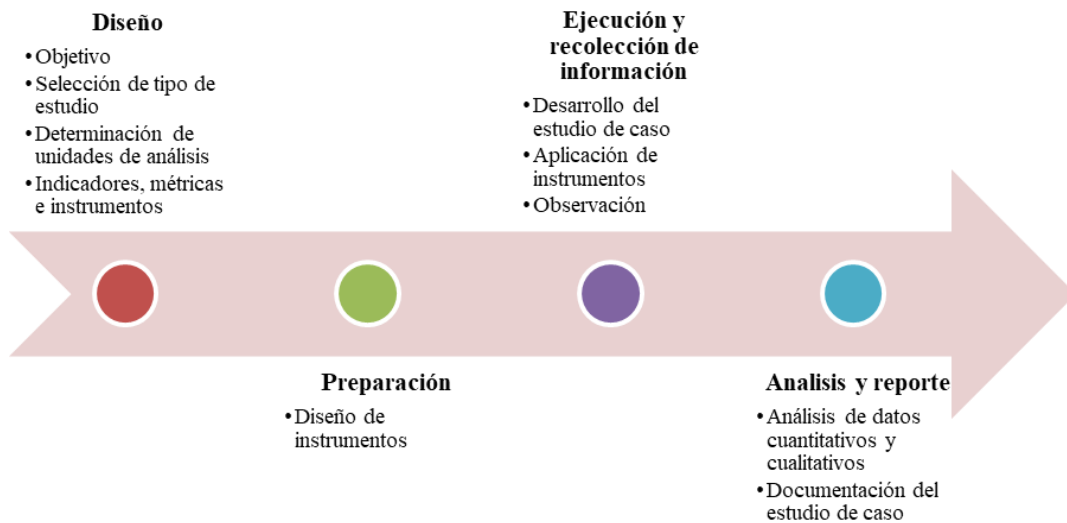 Diseño
•Objetivo
•Selección de tipo de
estudio
•Determinación de
unidades de análisis
•Indicadores, métricas
e instrumentos
Preparación
•Diseño de
instrumentos
Ejecución y
recolección de
información
•Desarrollo del
estudio de caso
•Aplicación de
instrumentos
•Observación
Analisis y reporte
•Análisis de datos
cuantitativos y
cualitativos
•Documentación del
estudio de caso